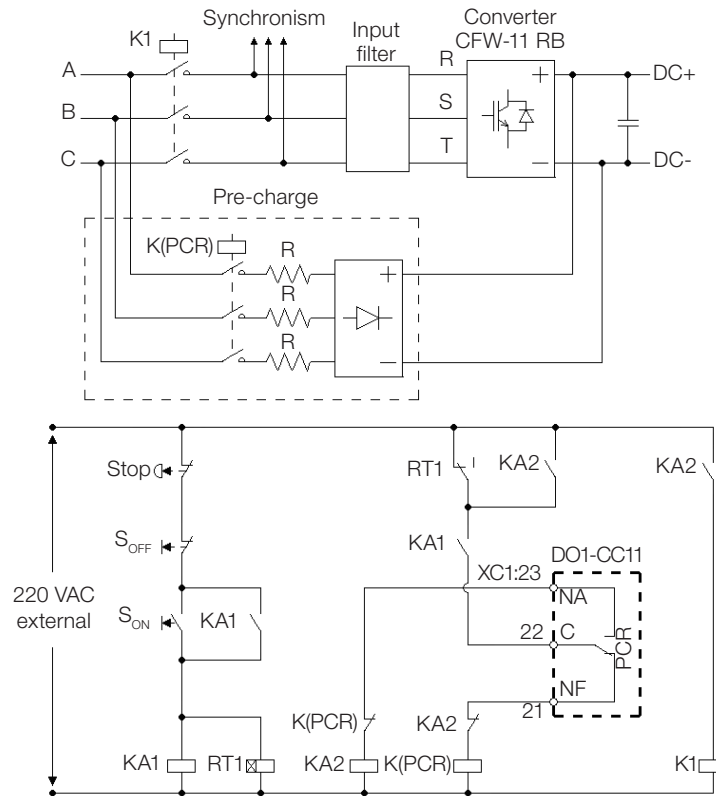 Synchronism
Converter
CFW-11 RB
K1
Input
filter
R
A
+
DC+
S
B
T
C
−
DC-
Pre-charge
K(PCR)
R
+
R
R
−
Stop
RT1
KA2
KA2
S OFF
KA1
DO1-CC11
220 VAC
external
XC1:23
NA
S ON
KA1
22
C
PCR
NF
21
K(PCR)
KA2
KA1
RT1
KA2
K(PCR)
K1